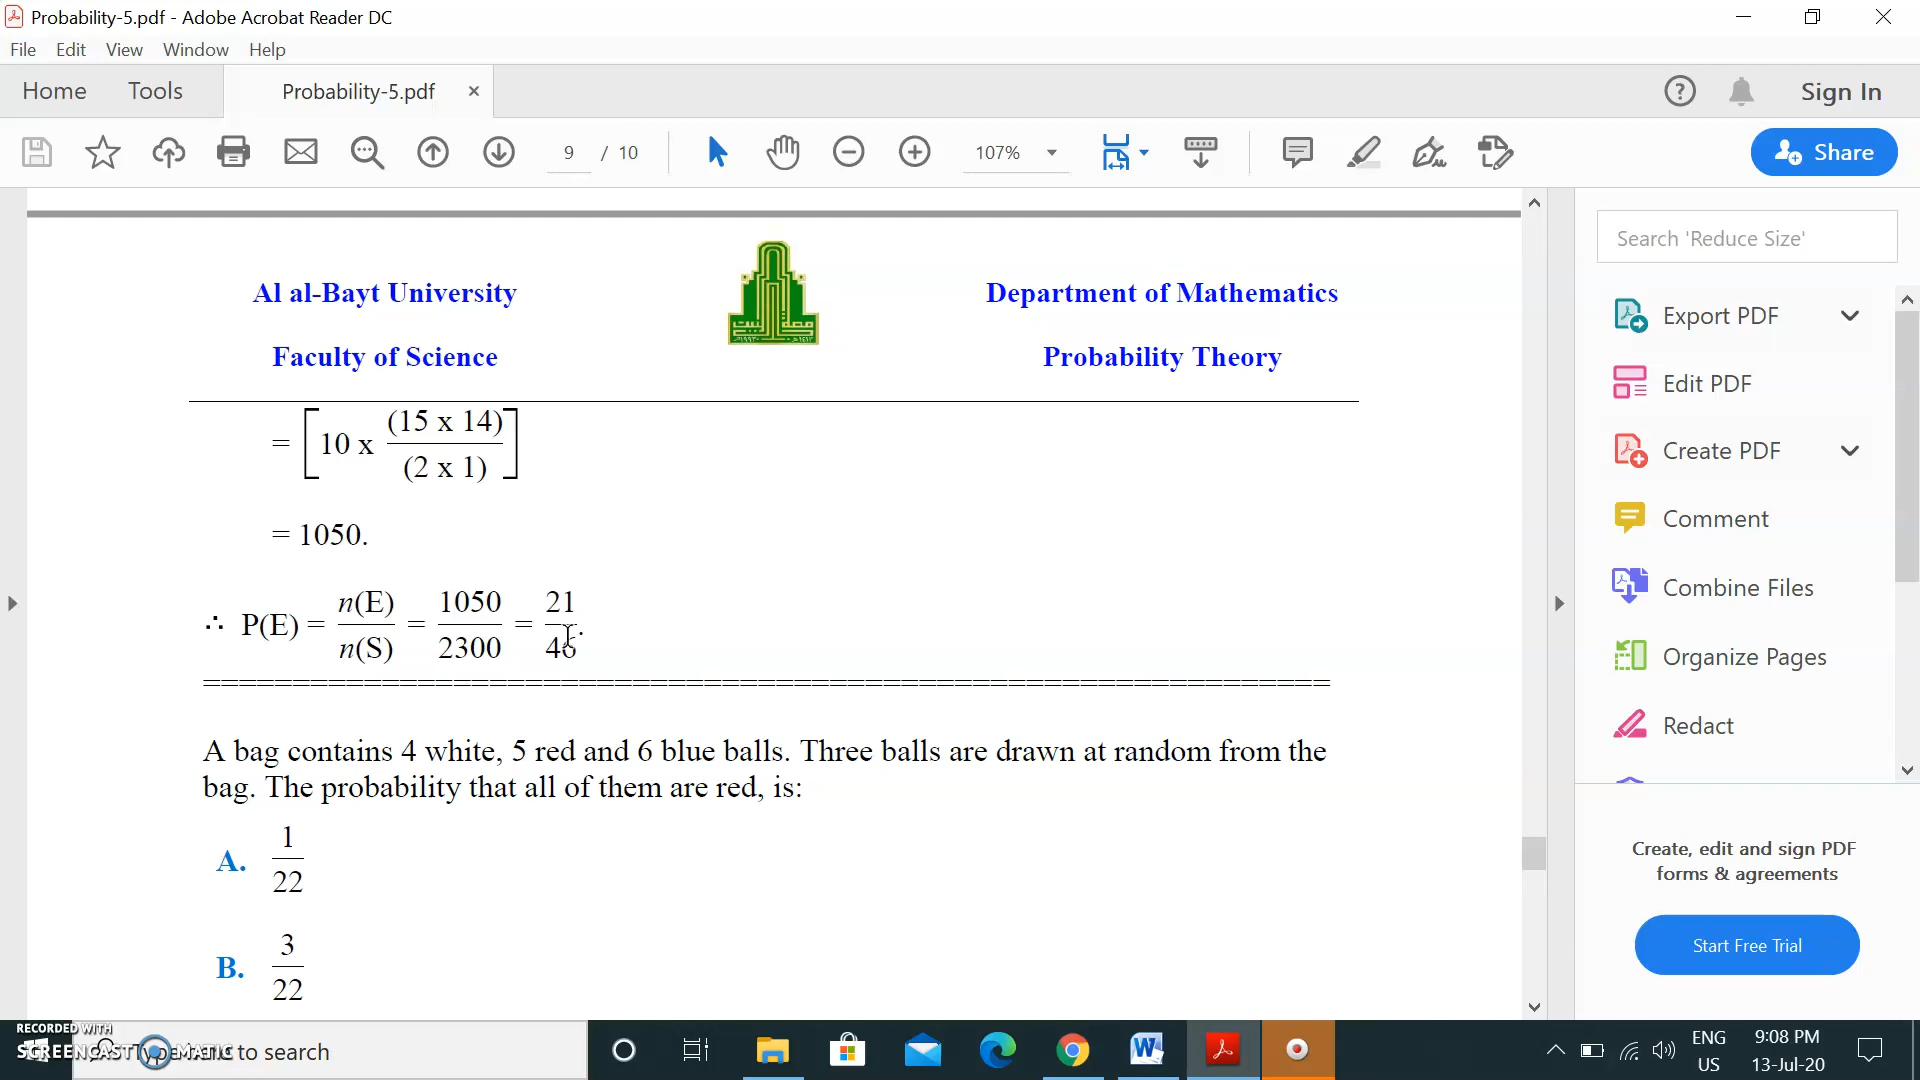 Probability-5.pdf - Adobe Acrobat Reader DC
File Edit View Window Help
Home Tools Probability-5.pdf × Sign In
9 / 10 107% Share
Search 'Reduce Size'
Export PDF
Edit PDF
Create PDF
Comment
Combine Files
Organize Pages
Redact
Create, edit and sign PDF
forms & agreements
Start Free Trial
Al al-Bayt University Department of Mathematics
Faculty of Science Probability Theory
= [ 10 x (15 x 14) / (2 x 1) ]
= 1050.
∴ P(E) = n(E) / n(S) = 1050 / 2300 = 21 / 46 .
===============================================================
A bag contains 4 white, 5 red and 6 blue balls. Three balls are drawn at random from the
bag. The probability that all of them are red, is:
A. 1 / 22
B. 3 / 22
RECORDED WITH
SCREENCAST MATIC
to search
ENG 9:08 PM
US 13-Jul-20